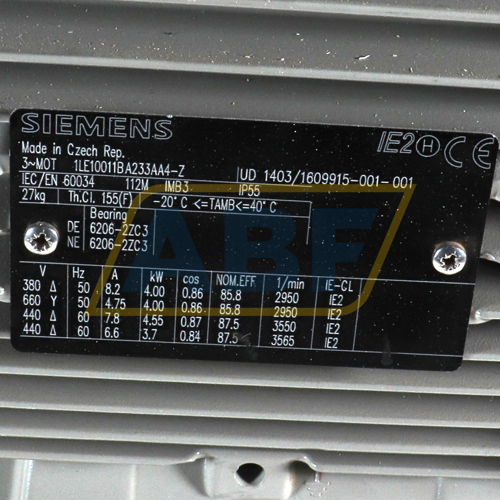 SIEMENS
IE2 H CE
Made in Czech Rep.
3~MOT 1LE10011BA233AA4-Z UD 1403/1609915-001-001
IEC/EN 60034 112M IMB3 IP55
27kg Th.Cl. 155(F) -20°C <=TAMB<=40°C
Bearing
DE 6206-2ZC3
NE 6206-2ZC3
V Hz A kW cos NOM.EFF 1/min IE-CL
380 Δ 50 8.2 4.00 0.86 85.8 2950 IE2
660 Y 50 4.75 4.00 0.86 85.8 2950 IE2
440 Δ 60 7.8 4.55 0.87 87.5 3550 IE2
440 Δ 60 6.6 3.7 0.84 87.5 3565 IE2
ABF